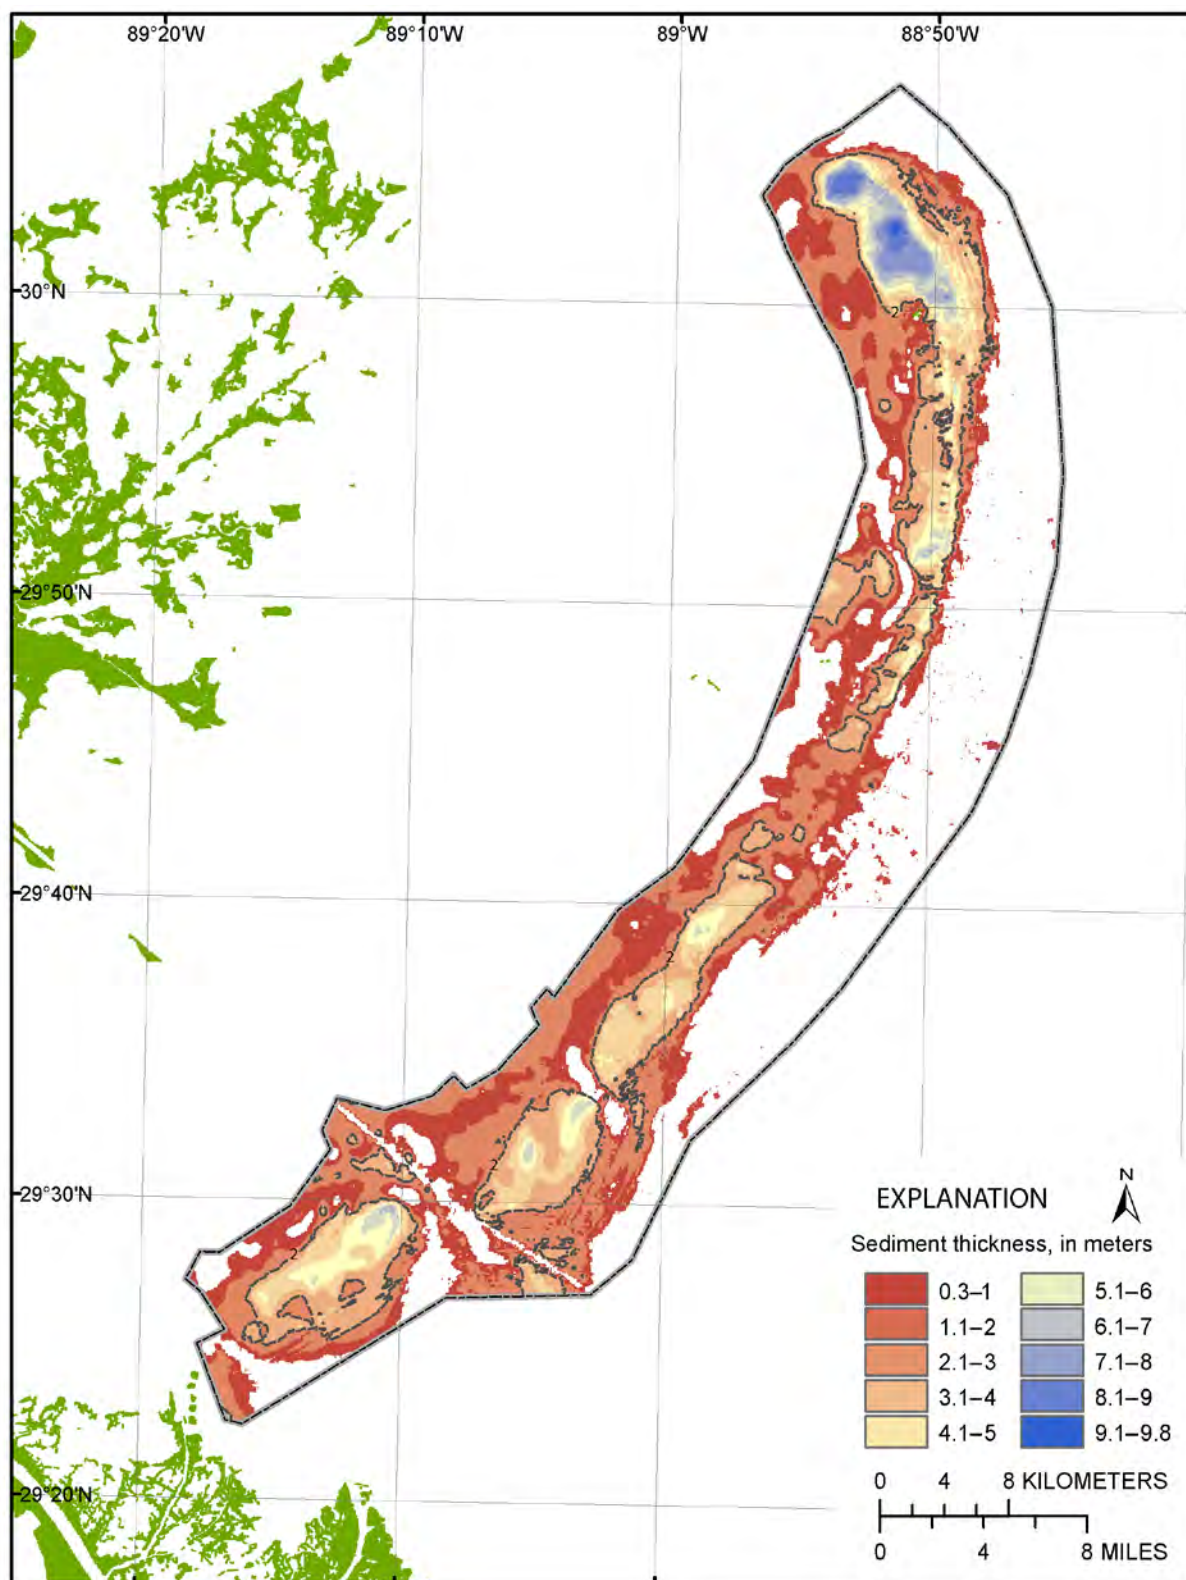 89°20'W 89°10'W 89°W 88°50'W
30°N
2
29°50'N
29°40'N
2
2
29°30'N
2
29°20'N
N
EXPLANATION
Sediment thickness, in meters
0.3–1 5.1–6
1.1–2 6.1–7
2.1–3 7.1–8
3.1–4 8.1–9
4.1–5 9.1–9.8
0 4 8 KILOMETERS
0 4 8 MILES